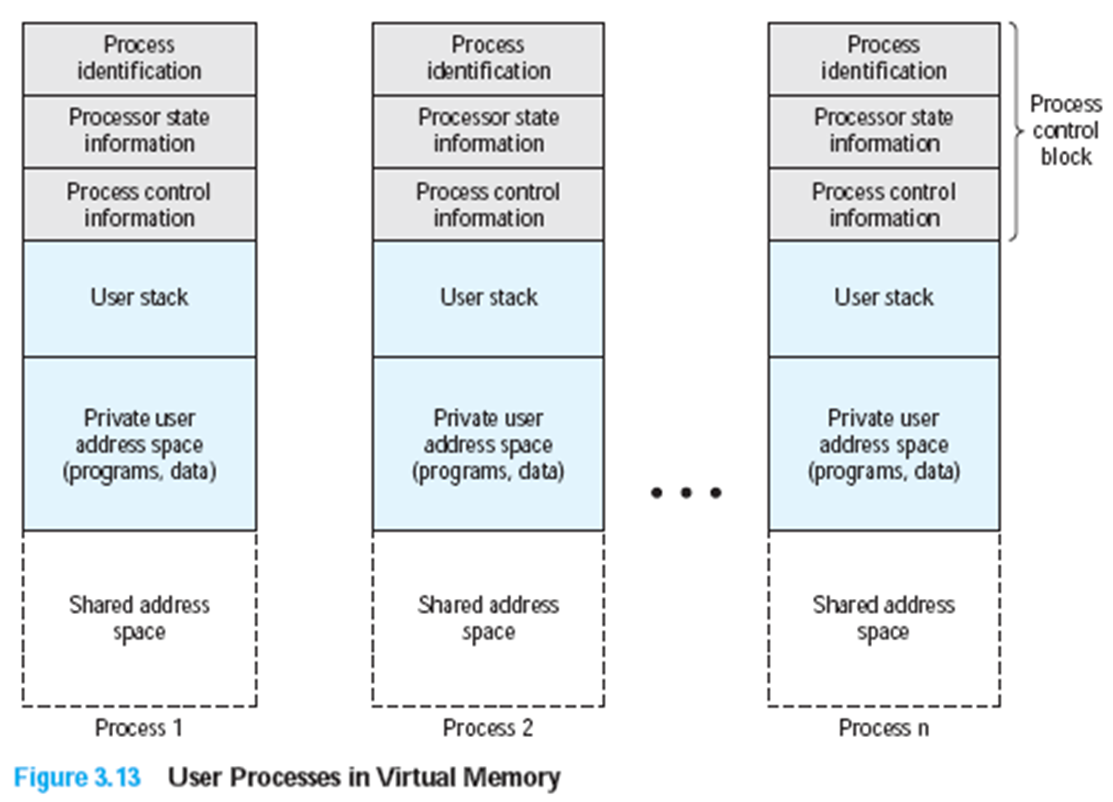 Process
identification
Processor state
information
Process control
information
User stack
Private user
address space
(programs, data)
Shared address
space
Process 1
Process
identification
Processor state
information
Process control
information
User stack
Private user
address space
(programs, data)
Shared address
space
Process 2
Process
identification
Processor state
information
Process control
information
User stack
Private user
address space
(programs, data)
Shared address
space
Process n
Process
control
block
Figure 3.13 User Processes in Virtual Memory